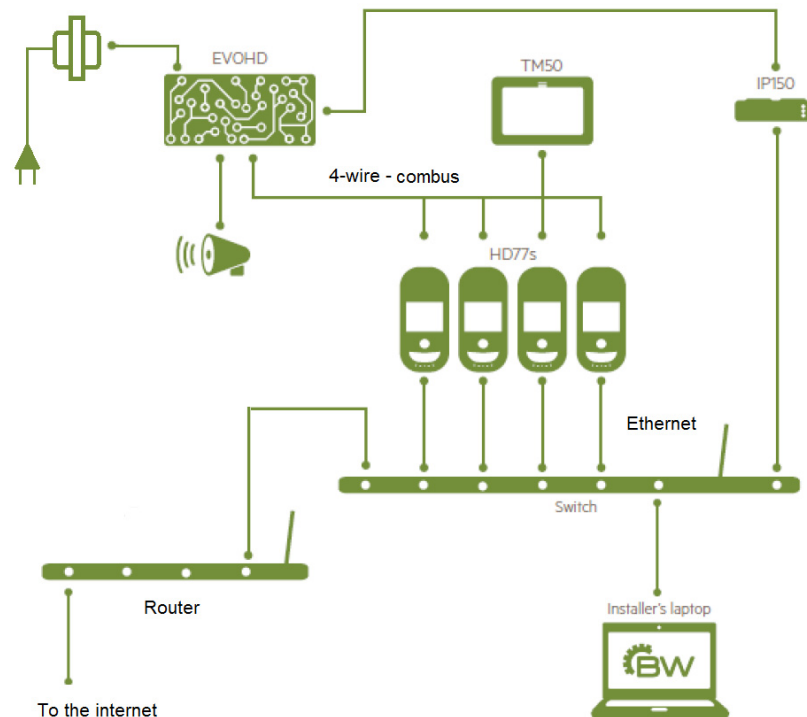 EVOHD
TM50
IP150
4-wire - combus
HD77s
Ethernet
Switch
Router
Installer's laptop
BW
To the internet